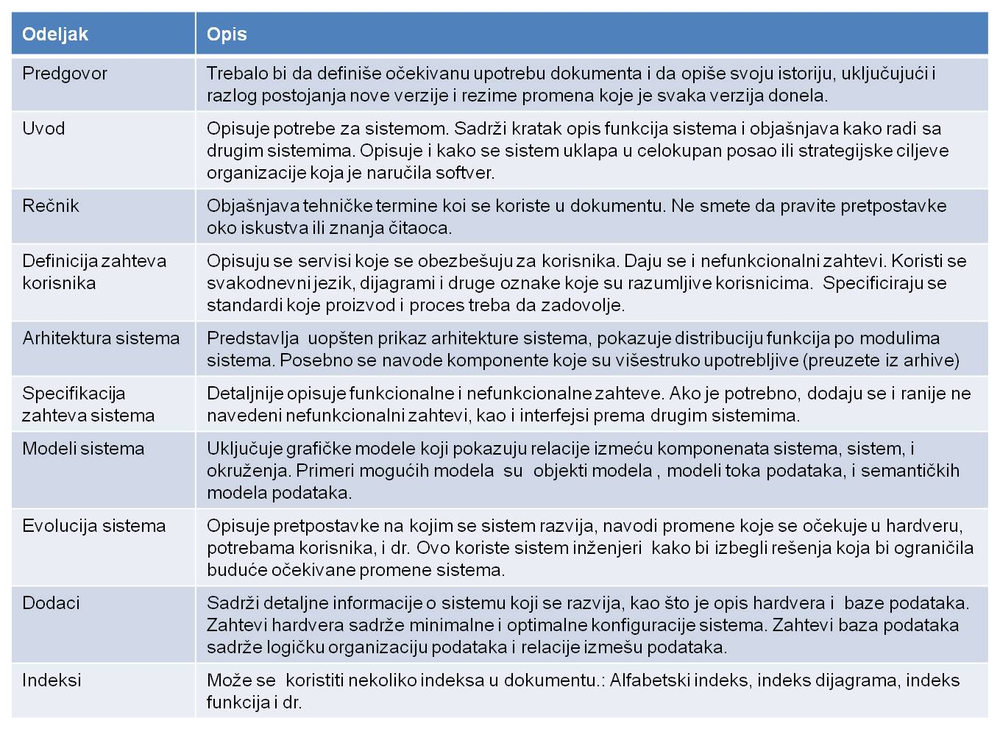 Odeljak
Opis
Predgovor
Trebalo bi da definiše očekivanu upotrebu dokumenta i da opiše svoju istoriju, uključujući i
razlog postojanja nove verzije i rezime promena koje je svaka verzija donela.
Uvod
Opisuje potrebe za sistemom. Sadrži kratak opis funkcija sistema i objašnjava kako radi sa
drugim sistemima. Opisuje i kako se sistem uklapa u celokupan posao ili strategijske ciljeve
organizacije koja je naručila softver.
Rečnik
Objašnjava tehničke termine koi se koriste u dokumentu. Ne smete da pravite pretpostavke
oko iskustva ili znanja čitaoca.
Definicija zahteva
korisnika
Opisuju se servisi koje se obezbešuju za korisnika. Daju se i nefunkcionalni zahtevi. Koristi se
svakodnevni jezik, dijagrami i druge oznake koje su razumljive korisnicima.  Specificiraju se
standardi koje proizvod i proces treba da zadovolje.
Arhitektura sistema
Predstavlja  uopšten prikaz arhitekture sistema, pokazuje distribuciju funkcija po modulima
sistema. Posebno se navode komponente koje su višestruko upotrebljive (preuzete iz arhive)
Specifikacija
zahteva sistema
Detaljnije opisuje funkcionalne i nefunkcionalne zahteve. Ako je potrebno, dodaju se i ranije ne
navedeni nefunkcionalni zahtevi, kao i interfejsi prema drugim sistemima.
Modeli sistema
Uključuje grafičke modele koji pokazuju relacije izmeću komponenata sistema, sistem, i
okruženja. Primeri mogućih modela  su  objekti modela , modeli toka podataka, i semantičkih
modela podataka.
Evolucija sistema
Opisuje pretpostavke na kojim se sistem razvija, navodi promene koje se očekuje u hardveru,
potrebama korisnika, i dr. Ovo koriste sistem inženjeri  kako bi izbegli rešenja koja bi ograničila
buduće očekivane promene sistema.
Dodaci
Sadrži detaljne informacije o sistemu koji se razvija, kao što je opis hardvera i  baze podataka.
Zahtevi hardvera sadrže minimalne i optimalne konfiguracije sistema. Zahtevi baza podataka
sadrže logičku organizaciju podataka i relacije izmešu podataka.
Indeksi
Može se  koristiti nekoliko indeksa u dokumentu.: Alfabetski indeks, indeks dijagrama, indeks
funkcija i dr.